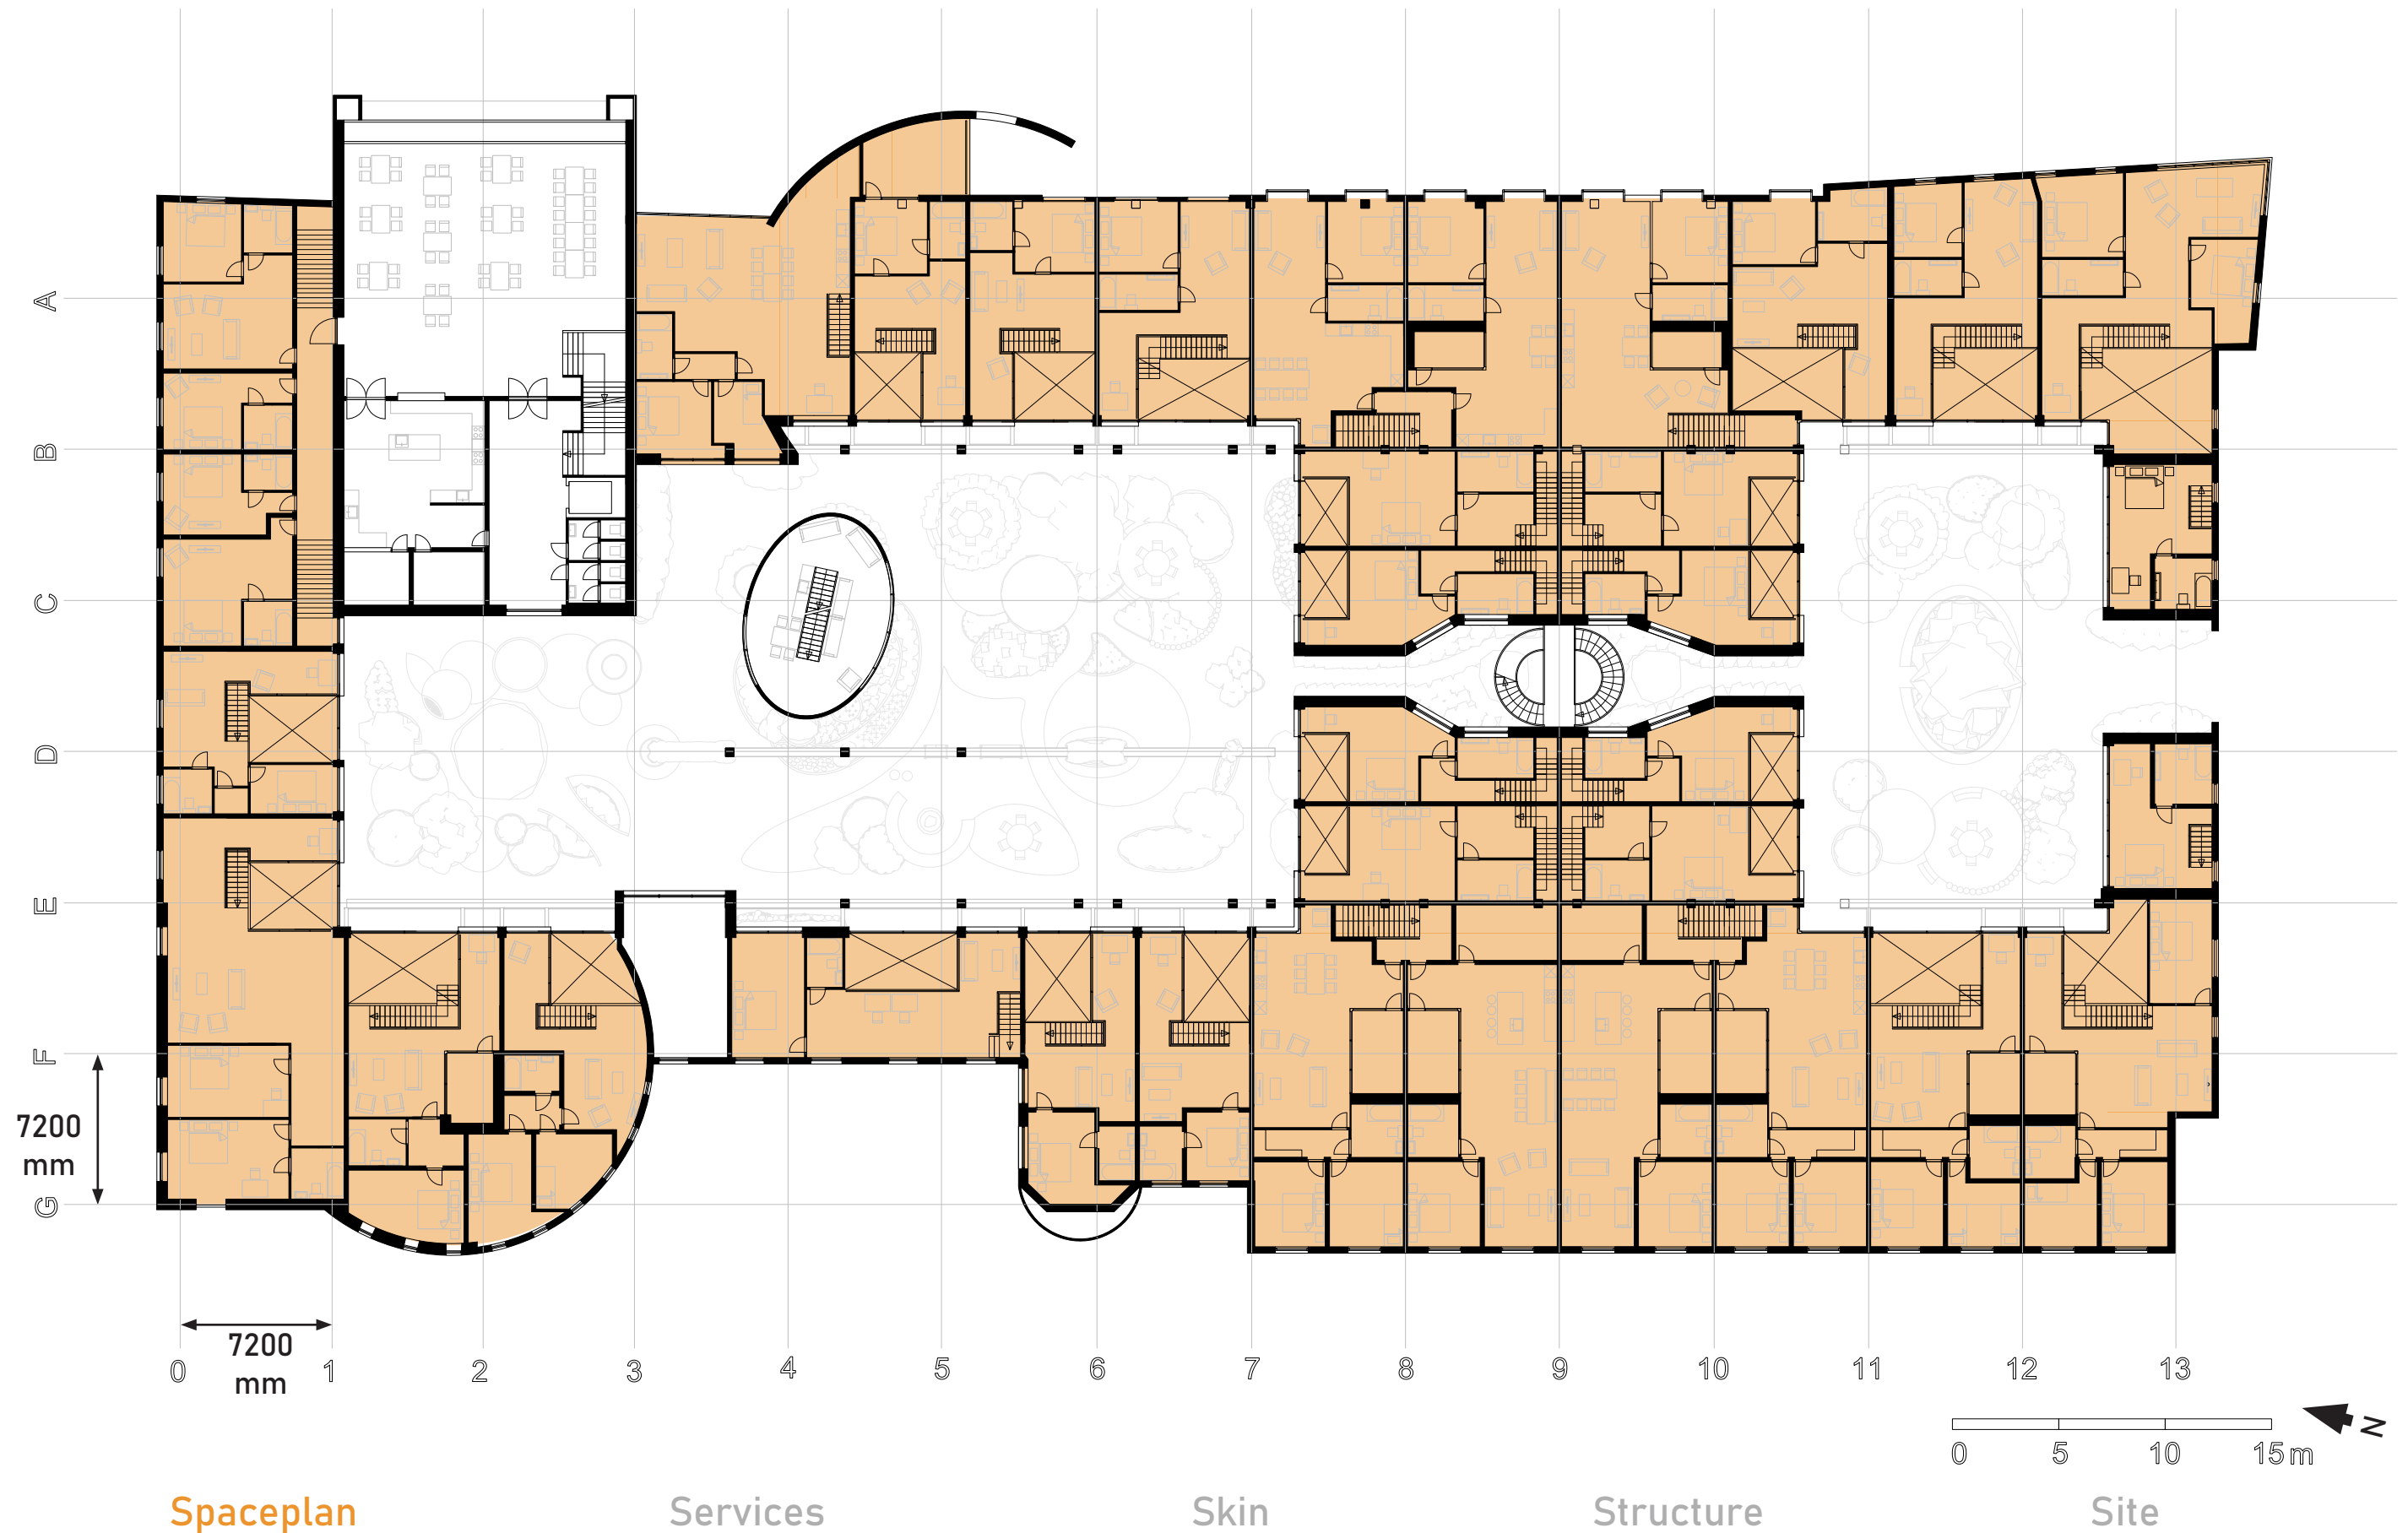 A
B
C
D
E
F
7200
mm
G
7200
mm
0 1 2 3 4 5 6 7 8 9 10 11 12 13
N
0 5 10 15 m
Spaceplan Services Skin Structure Site